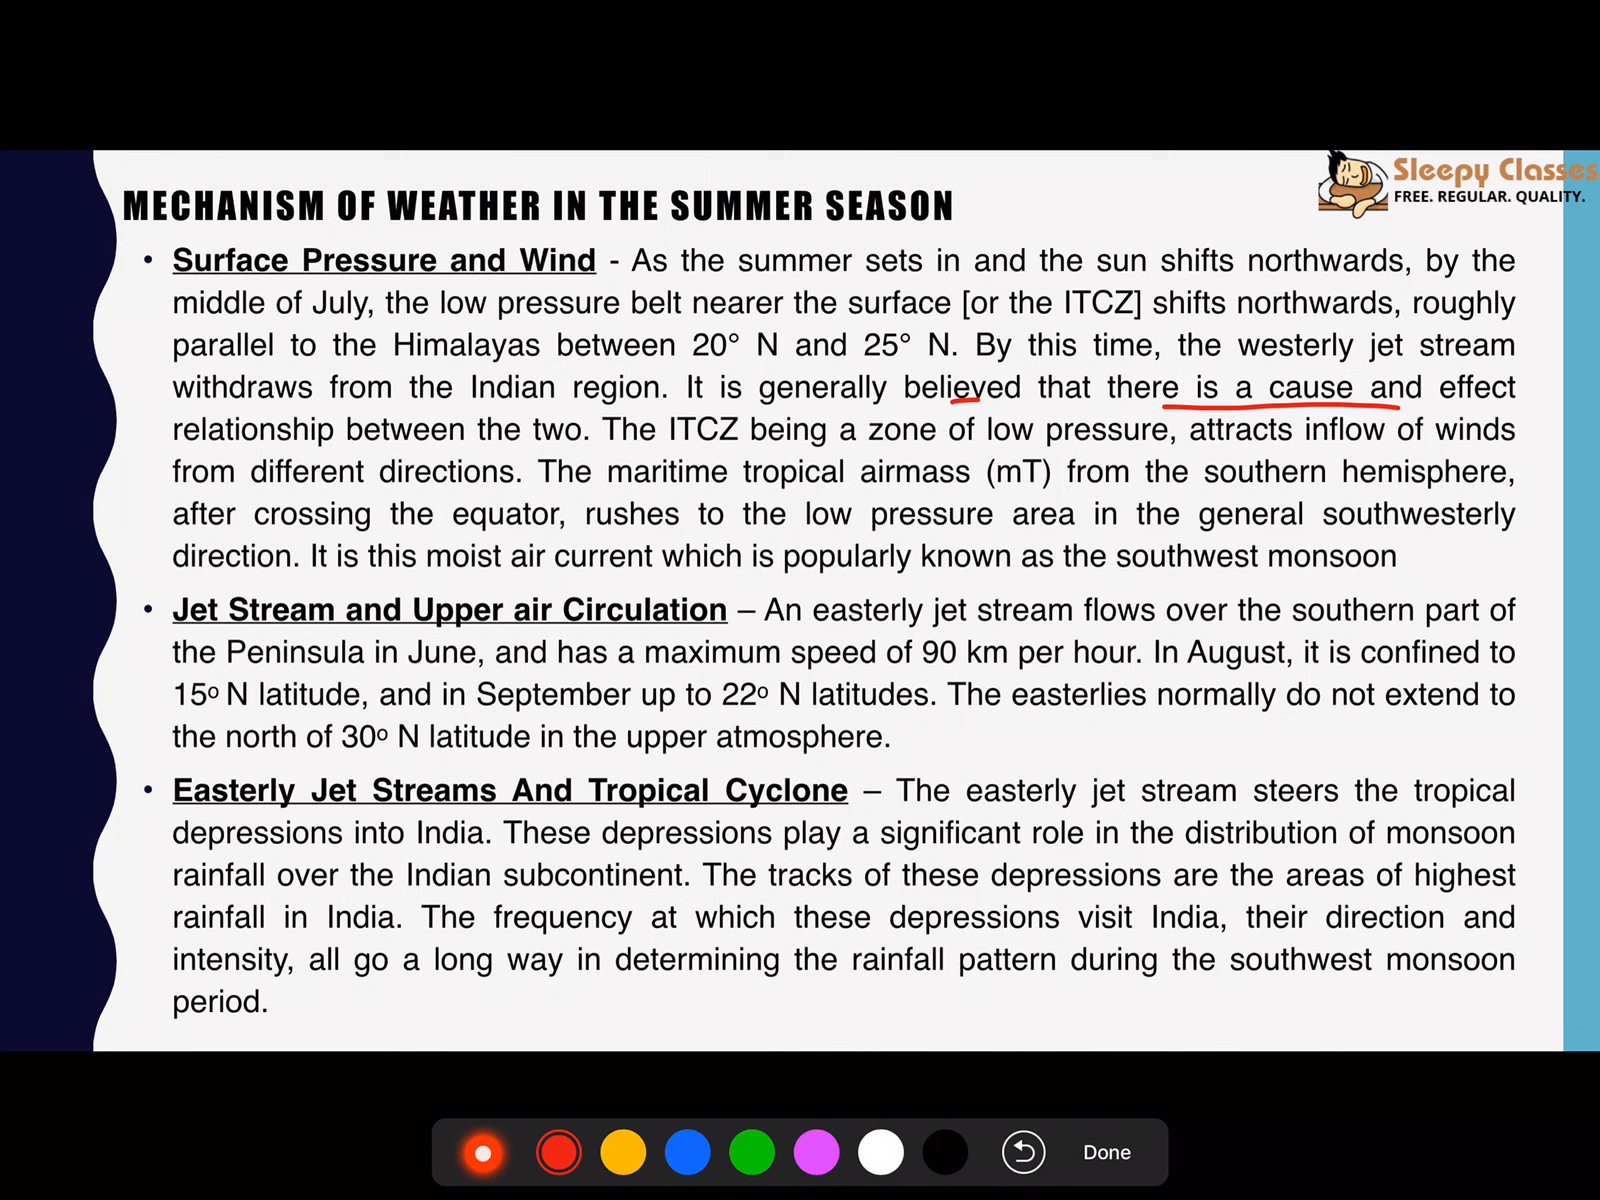 Sleepy Classes
FREE. REGULAR. QUALITY.
MECHANISM OF WEATHER IN THE SUMMER SEASON
• Surface Pressure and Wind - As the summer sets in and the sun shifts northwards, by the
middle of July, the low pressure belt nearer the surface [or the ITCZ] shifts northwards, roughly
parallel to the Himalayas between 20° N and 25° N. By this time, the westerly jet stream
withdraws from the Indian region. It is generally believed that there is a cause and effect
relationship between the two. The ITCZ being a zone of low pressure, attracts inflow of winds
from different directions. The maritime tropical airmass (mT) from the southern hemisphere,
after crossing the equator, rushes to the low pressure area in the general southwesterly
direction. It is this moist air current which is popularly known as the southwest monsoon
• Jet Stream and Upper air Circulation – An easterly jet stream flows over the southern part of
the Peninsula in June, and has a maximum speed of 90 km per hour. In August, it is confined to
15o N latitude, and in September up to 22o N latitudes. The easterlies normally do not extend to
the north of 30o N latitude in the upper atmosphere.
• Easterly Jet Streams And Tropical Cyclone – The easterly jet stream steers the tropical
depressions into India. These depressions play a significant role in the distribution of monsoon
rainfall over the Indian subcontinent. The tracks of these depressions are the areas of highest
rainfall in India. The frequency at which these depressions visit India, their direction and
intensity, all go a long way in determining the rainfall pattern during the southwest monsoon
period.
Done